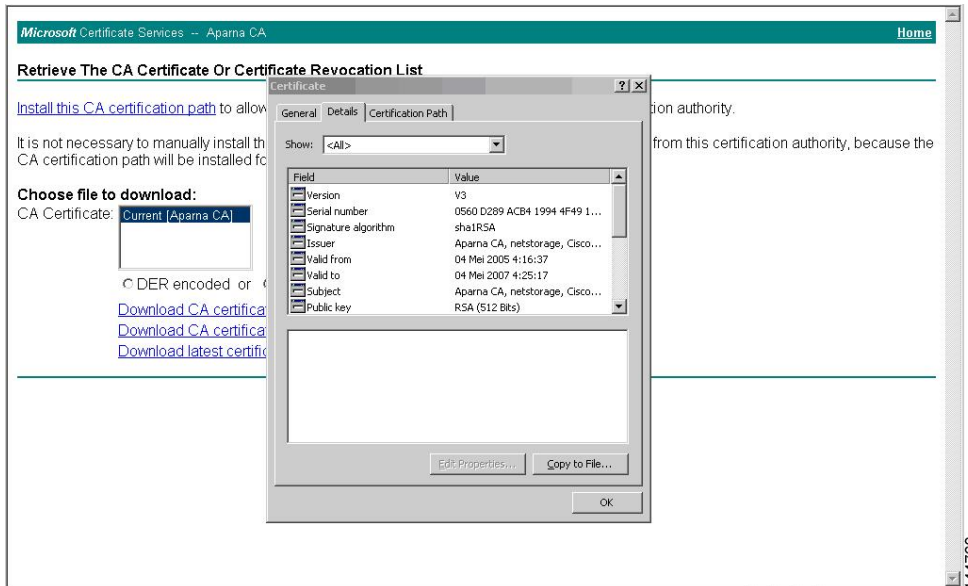 Microsoft Certificate Services -- Aparna CA
Home
Retrieve The CA Certificate Or Certificate Revocation List
Install this CA certification path to allow
tion authority.
It is not necessary to manually install th
from this certification authority, because the
CA certification path will be installed fo
Choose file to download:
CA Certificate:
Current [Aparna CA]
DER encoded or
Download CA certifica
Download CA certifica
Download latest certific
Certificate
General Details Certification Path
Show: <All>
Field Value
Version V3
Serial number 0560 D289 ACB4 1994 4F49 1...
Signature algorithm sha1RSA
Issuer Aparna CA, netstorage, Cisco...
Valid from 04 Mei 2005 4:16:37
Valid to 04 Mei 2007 4:25:17
Subject Aparna CA, netstorage, Cisco...
Public key RSA (512 Bits)
Edit Properties... Copy to File...
OK